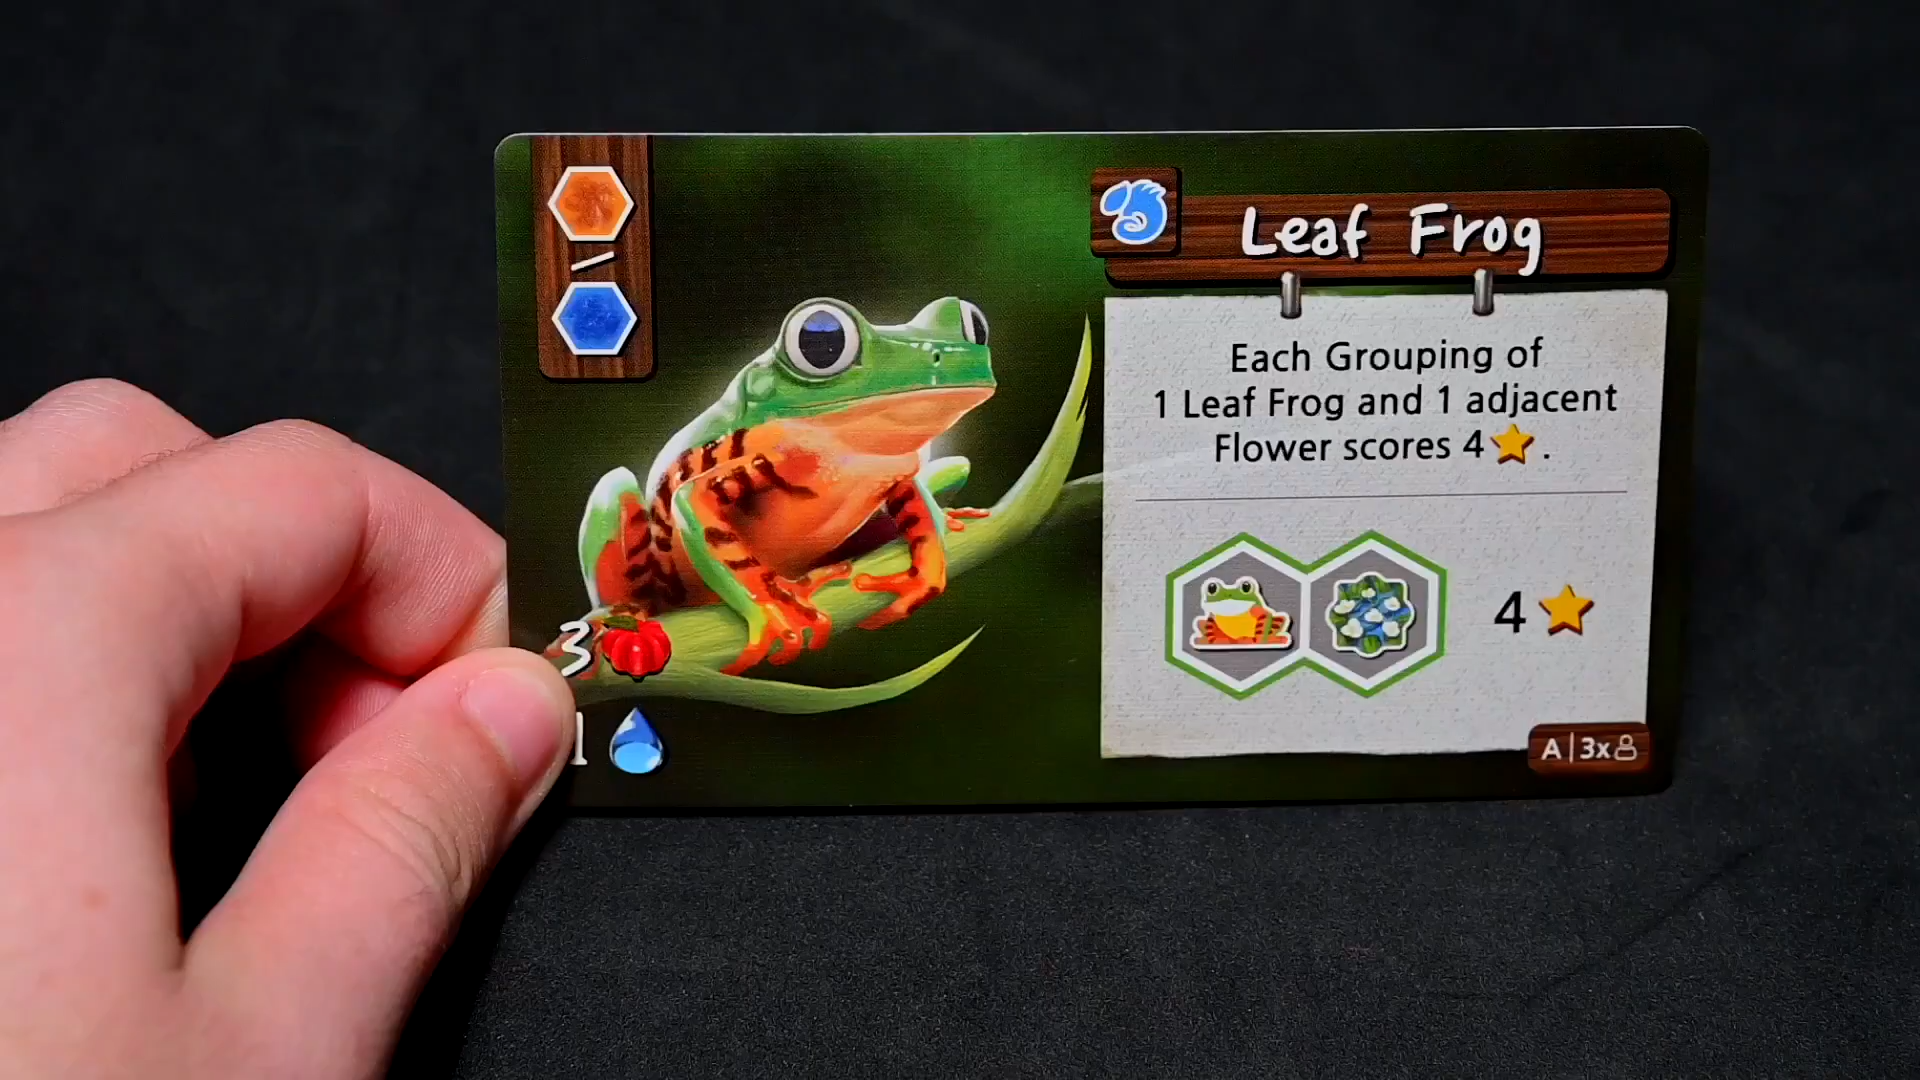 Leaf Frog
Each Grouping of
1 Leaf Frog and 1 adjacent
Flower scores 4 .
4
3
1
A|3x